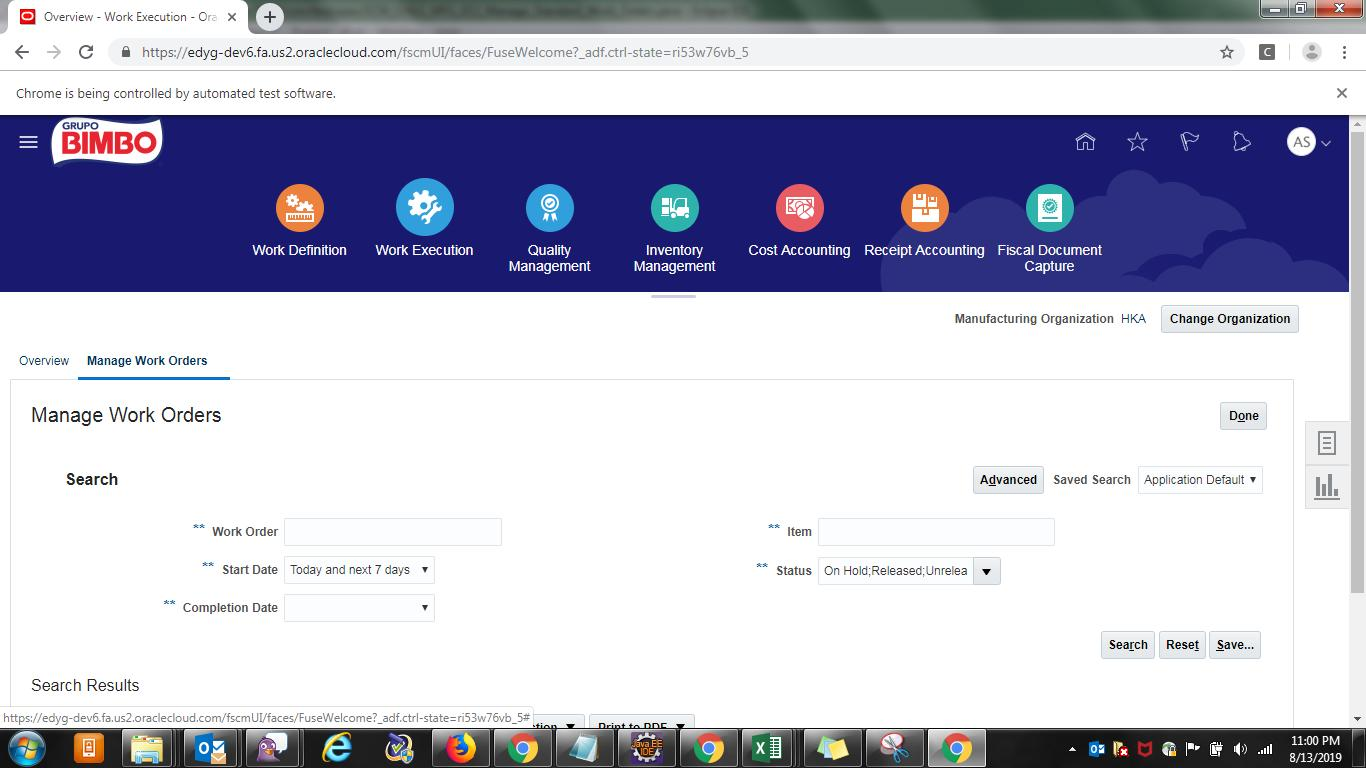 Overview - Work Execution - Ora
https://edyg-dev6.fa.us2.oraclecloud.com/fscmUI/faces/FuseWelcome?_adf.ctrl-state=ri53w76vb_5
C
Chrome is being controlled by automated test software.
GRUPO
BIMBO
AS
Work Definition
Work Execution
Quality Management
Inventory Management
Cost Accounting
Receipt Accounting
Fiscal Document Capture
Manufacturing Organization HKA Change Organization
Overview Manage Work Orders
Manage Work Orders
Done
Search
Advanced Saved Search Application Default
** Work Order
** Item
** Start Date Today and next 7 days
** Status On Hold;Released;Unrelea
** Completion Date
Search Reset Save...
Search Results
https://edyg-dev6.fa.us2.oraclecloud.com/fscmUI/faces/FuseWelcome?_adf.ctrl-state=ri53w76vb_5#
Print to PDF
Java EE
IDE
11:00 PM
8/13/2019